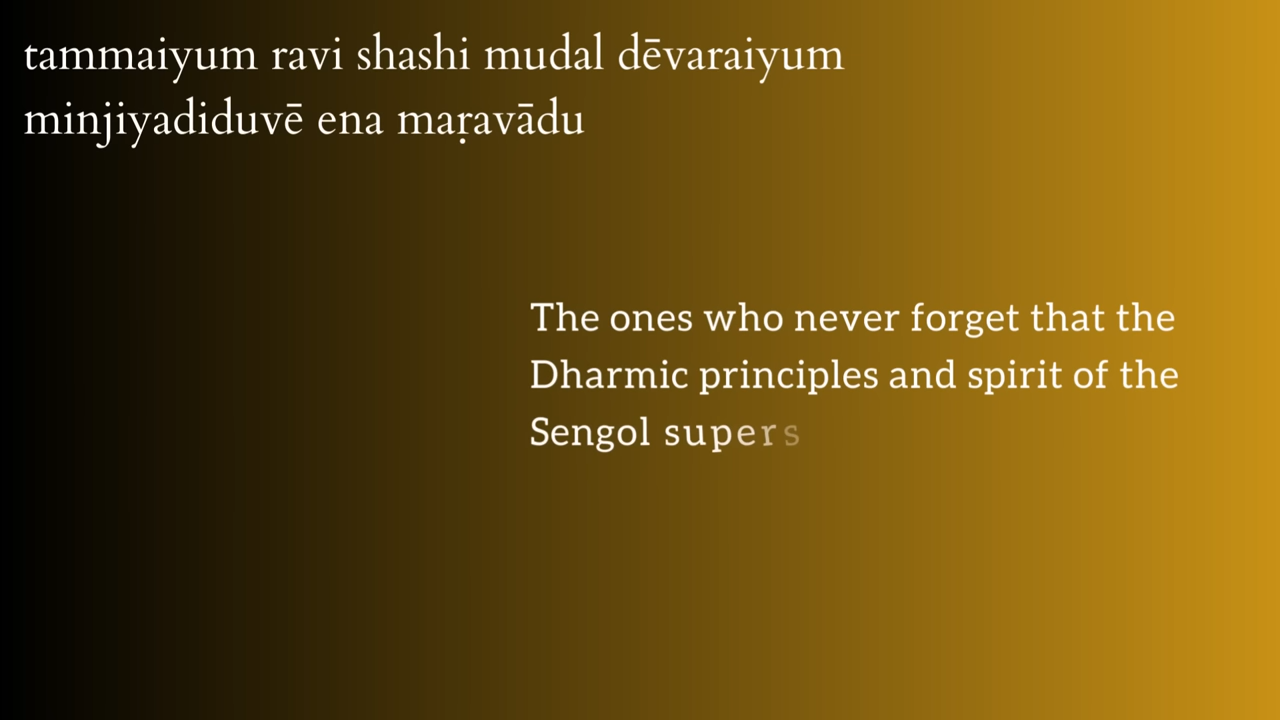 tammaiyum ravi shashi mudal dēvaraiyum
minjiyadiduvē ena maṛavādu
The ones who never forget that the
Dharmic principles and spirit of the
Sengol supers